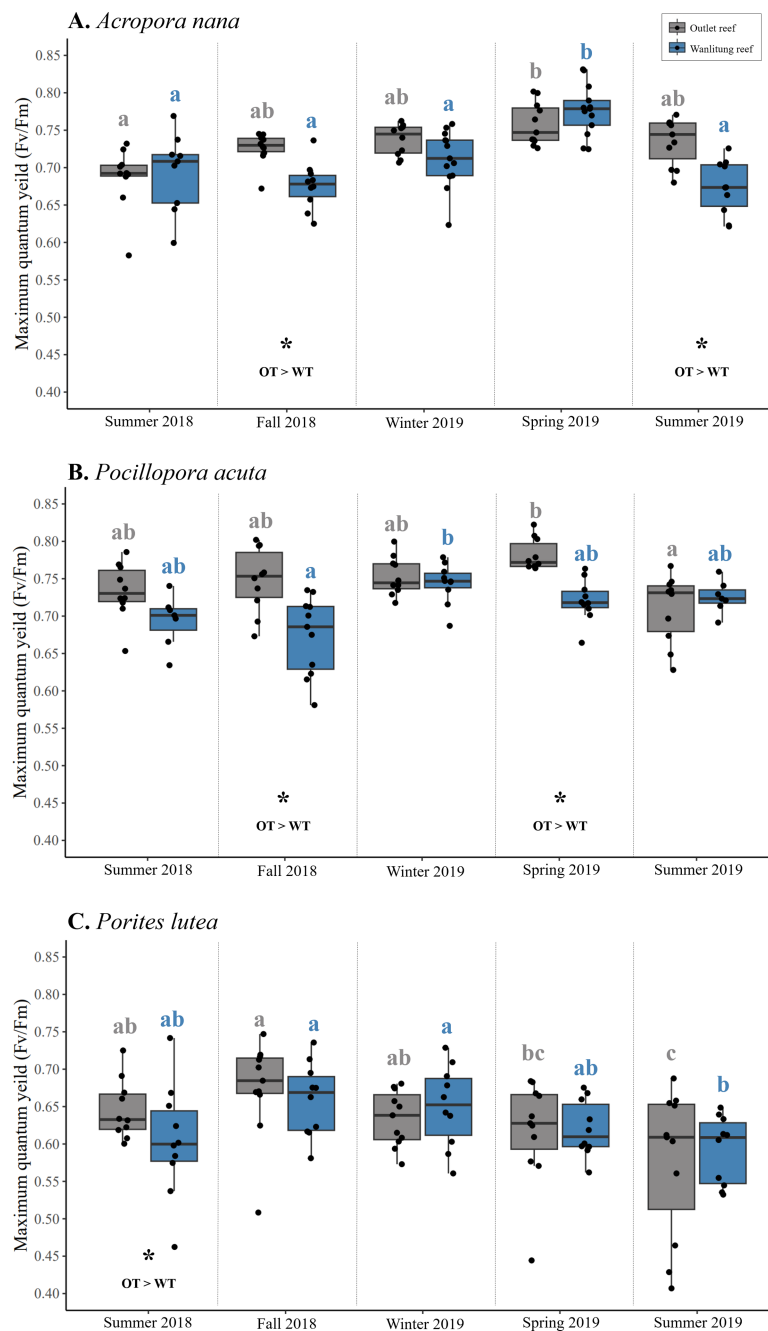 A. Acropora nana
Outlet reef
Wanlitung reef
Maximum quantum yeild (Fv/Fm)
0.85
0.80
0.75
0.70
0.65
0.60
0.55
0.50
0.45
0.40
a a ab a ab a b b ab a
* *
OT > WT OT > WT
Summer 2018 Fall 2018 Winter 2019 Spring 2019 Summer 2019
B. Pocillopora acuta
Maximum quantum yeild (Fv/Fm)
0.85
0.80
0.75
0.70
0.65
0.60
0.55
0.50
0.45
0.40
ab ab ab a ab b b ab a ab
* *
OT > WT OT > WT
Summer 2018 Fall 2018 Winter 2019 Spring 2019 Summer 2019
C. Porites lutea
Maximum quantum yeild (Fv/Fm)
0.85
0.80
0.75
0.70
0.65
0.60
0.55
0.50
0.45
0.40
ab ab a a ab a bc ab c b
*
OT > WT
Summer 2018 Fall 2018 Winter 2019 Spring 2019 Summer 2019